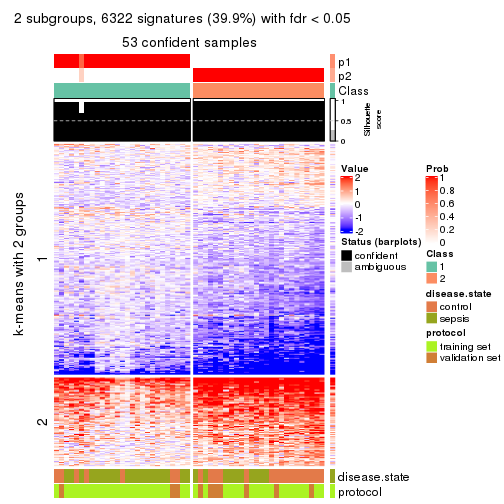 2 subgroups, 6322 signatures (39.9%) with fdr < 0.05
53 confident samples
p1
p2
Class
1
0.5
0
Silhouette
score
k-means with 2 groups
1
2
disease.state
protocol
Value
2
1
0
-1
-2
Status (barplots)
confident
ambiguous
Prob
1
0.8
0.6
0.4
0.2
0
Class
1
2
disease.state
control
sepsis
protocol
training set
validation set